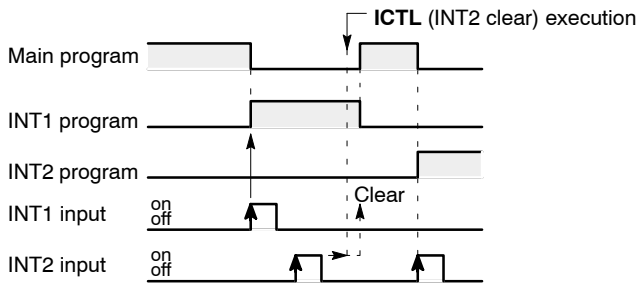 ICTL (INT2 clear) execution
Main program
INT1 program
INT2 program
Clear
INT1 input
on
off
INT2 input
on
off